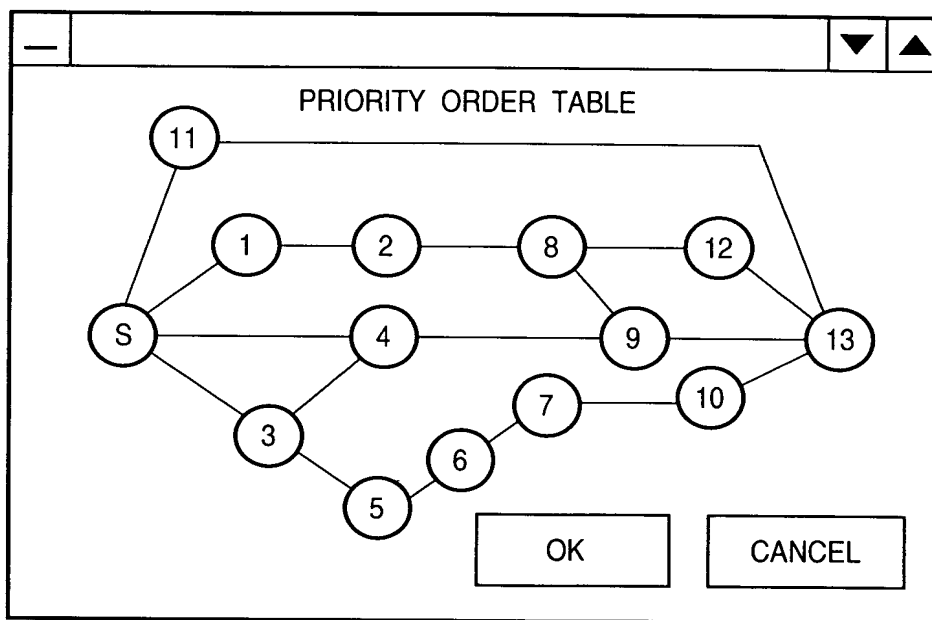 PRIORITY ORDER TABLE
11
1 2 8 12
S 4 9 13
7 10
3 6
5
OK CANCEL